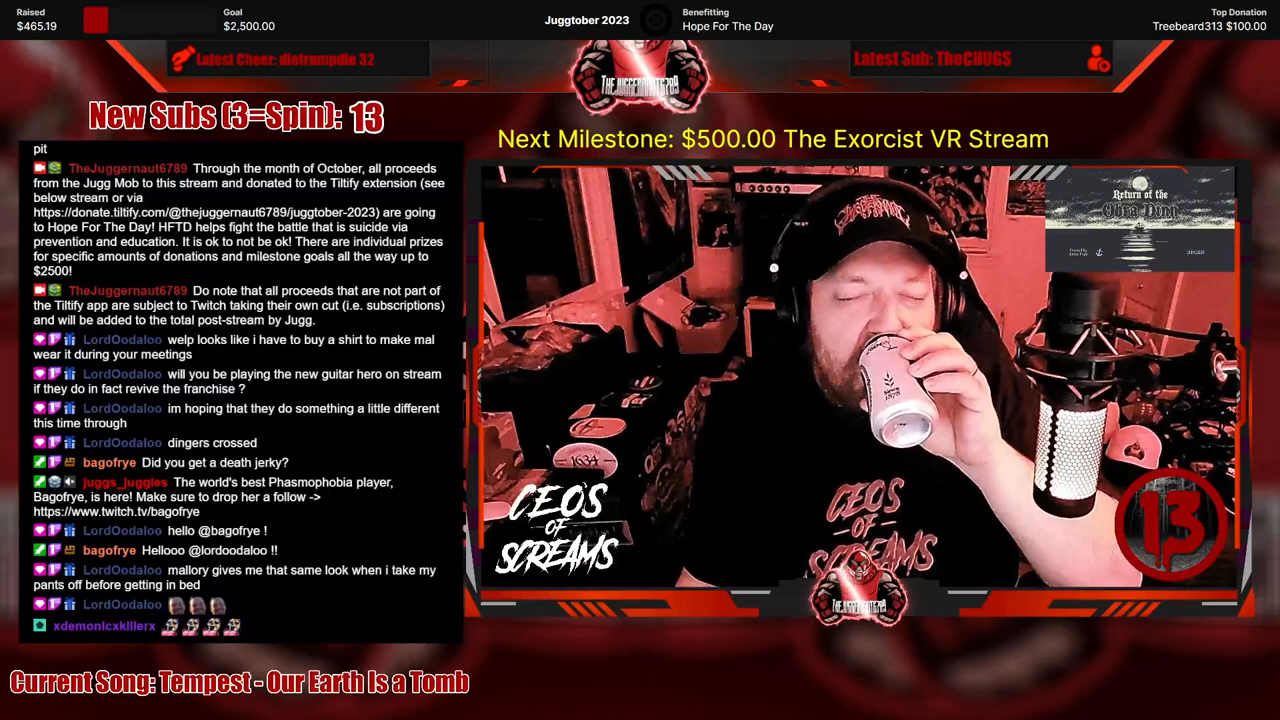 Raised
$465.19
Goal
$2,500.00
Juggtober 2023
Benefitting
Hope For The Day
Top Donation
Treebeard313 $100.00
Latest Cheer: dietrumpdie 32
THEJUGGERNAUT6789
Latest Sub: TheCHUGS
New Subs (3=Spin): 13
Next Milestone: $500.00 The Exorcist VR Stream
pit
TheJuggernaut6789 Through the month of October, all proceeds
from the Jugg Mob to this stream and donated to the Tiltify extension (see
below stream or via
https://donate.tiltify.com/@thejuggernaut6789/juggtober-2023) are going
to Hope For The Day! HFTD helps fight the battle that is suicide via
prevention and education. It is ok to not be ok! There are individual prizes
for specific amounts of donations and milestone goals all the way up to
$2500!
TheJuggernaut6789 Do note that all proceeds that are not part of
the Tiltify app are subject to Twitch taking their own cut (i.e. subscriptions)
and will be added to the total post-stream by Jugg.
LordOodaloo welp looks like i have to buy a shirt to make mal
wear it during your meetings
LordOodaloo will you be playing the new guitar hero on stream
if they do in fact revive the franchise ?
LordOodaloo im hoping that they do something a little different
this time through
LordOodaloo dingers crossed
bagofrye Did you get a death jerky?
juggs_juggies The world's best Phasmophobia player,
Bagofrye, is here! Make sure to drop her a follow ->
https://www.twitch.tv/bagofrye
LordOodaloo hello @bagofrye !
bagofrye Hellooo @lordoodaloo !!
LordOodaloo mallory gives me that same look when i take my
pants off before getting in bed
LordOodaloo
xdemonicxkillerx
Return of the
Obra Dinn
1634
CEOS
OF
SCREAMS
CEOS
OF
SCREAMS
13
THEJUGGERNAUT6789
Current Song: Tempest - Our Earth Is a Tomb